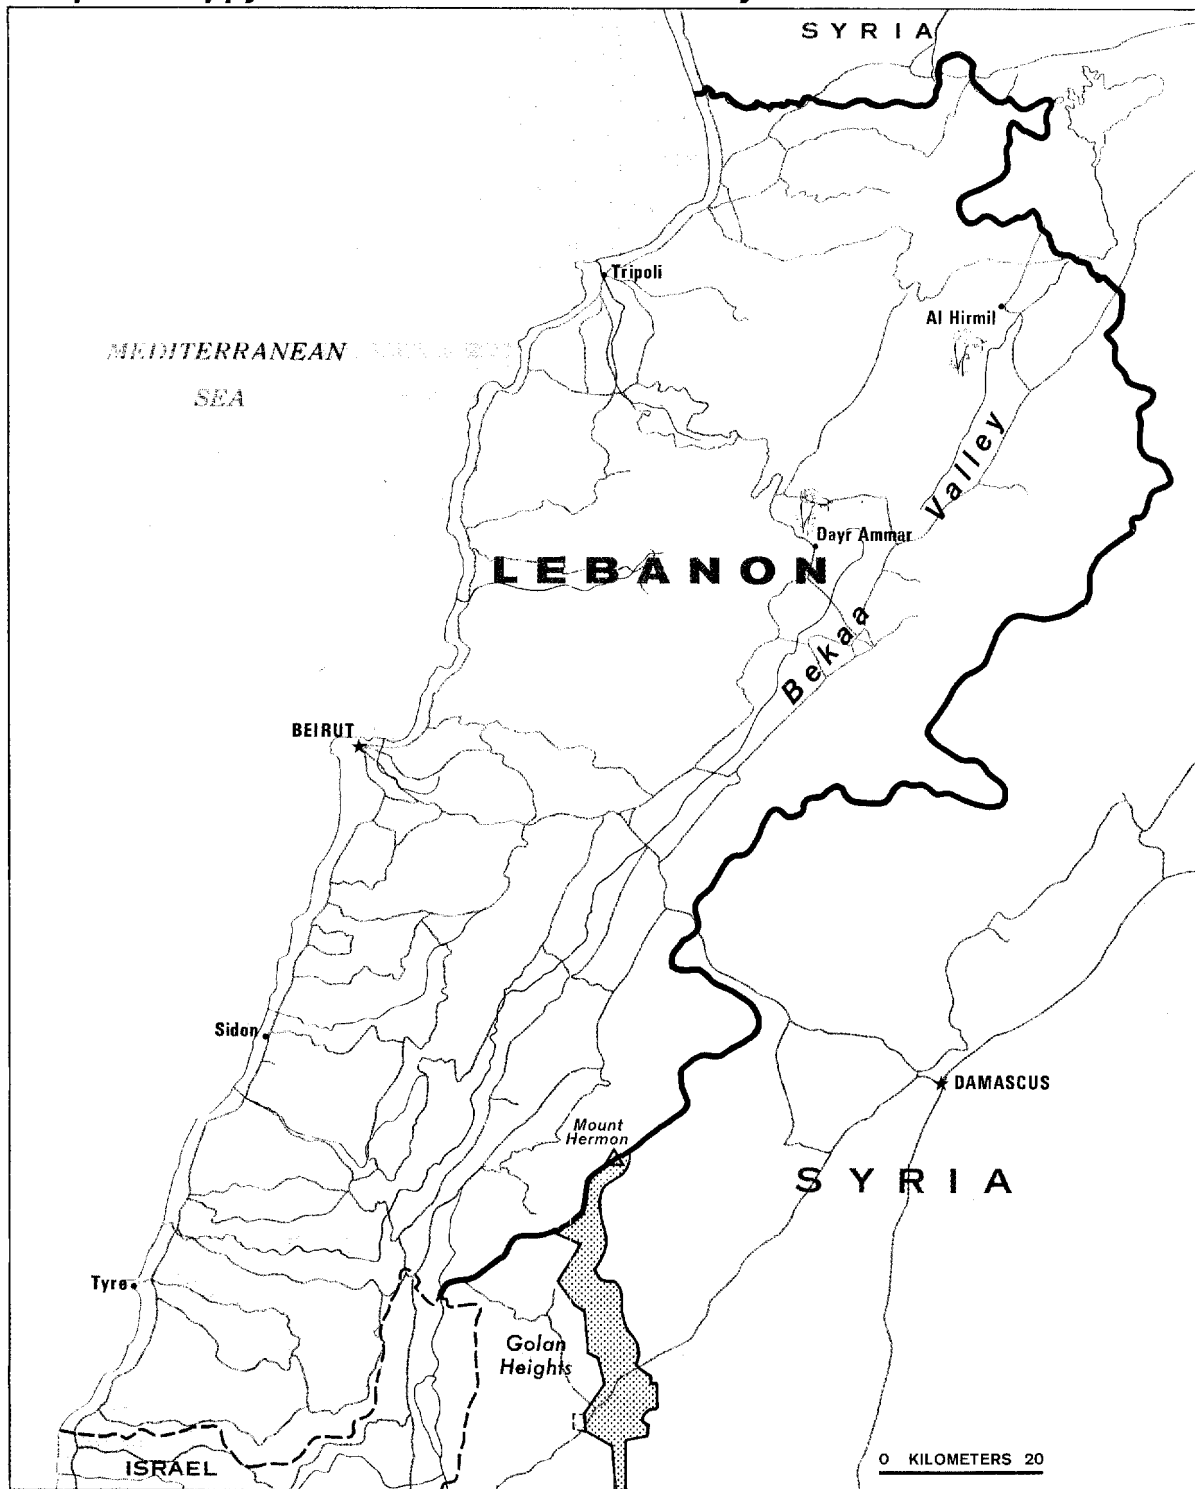 SYRIA
Tripoli
Al Hirmil
MEDITERRANEAN
SEA
Valley
Dayr Ammar
LEBANON
Bekaa
BEIRUT
Sidon
DAMASCUS
Mount
Hermon
SYRIA
Tyre
Golan
Heights
ISRAEL
0 KILOMETERS 20